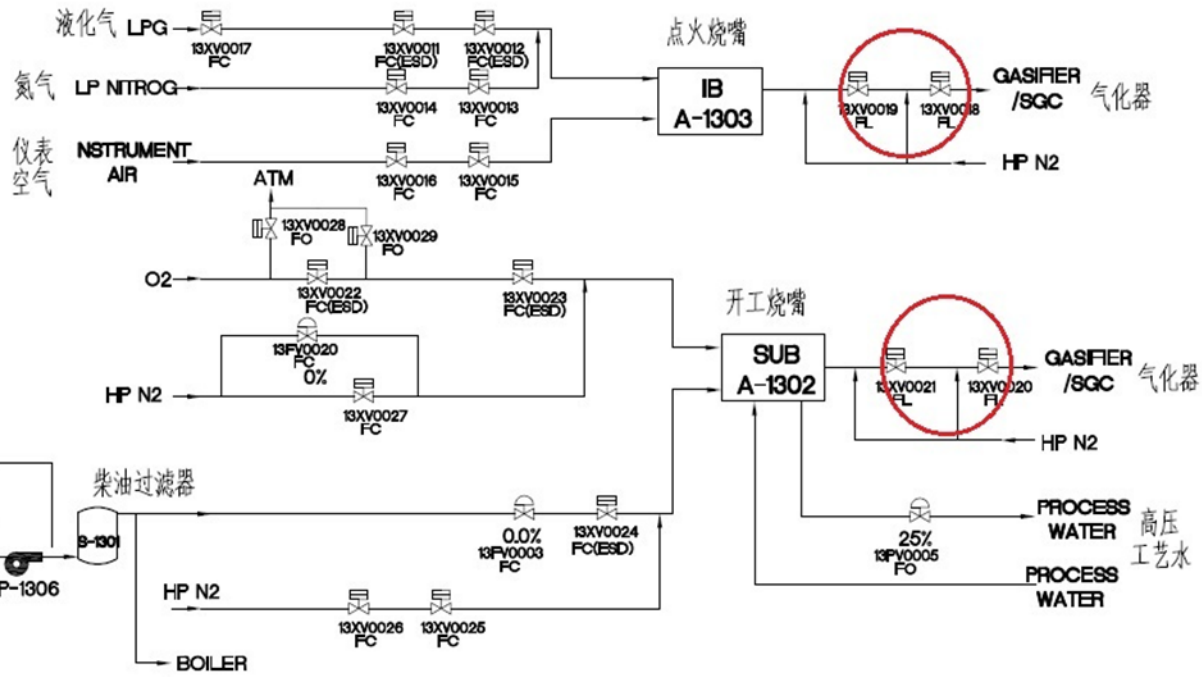 液化气 LPG
13XV0017
FC
13XV0011
FC(ESD)
13XV0012
FC(ESD)
点火烧嘴
氮气 LP NITROG
13XV0014
FC
13XV0013
FC
IB
A-1303
13XV0019
FL
13XV0018
FL
GASIFIER
/SGC
气化器
仪表
空气
NSTRUMENT
AIR
13XV0016
FC
13XV0015
FC
HP N2
ATM
13XV0028
FO
13XV0029
FO
O2
13XV0022
FC(ESD)
13XV0023
FC(ESD)
开工烧嘴
13FV0020
FC
0%
SUB
A-1302
13XV0021
FL
13XV0020
FL
GASIFIER
/SGC
气化器
HP N2
13XV0027
FC
HP N2
柴油过滤器
S-1301
0.0%
13FV0003
FC
13XV0024
FC(ESD)
25%
13PV0005
FO
PROCESS
WATER
高压
工艺水
P-1306
HP N2
PROCESS
WATER
13XV0026
FC
13XV0025
FC
BOILER